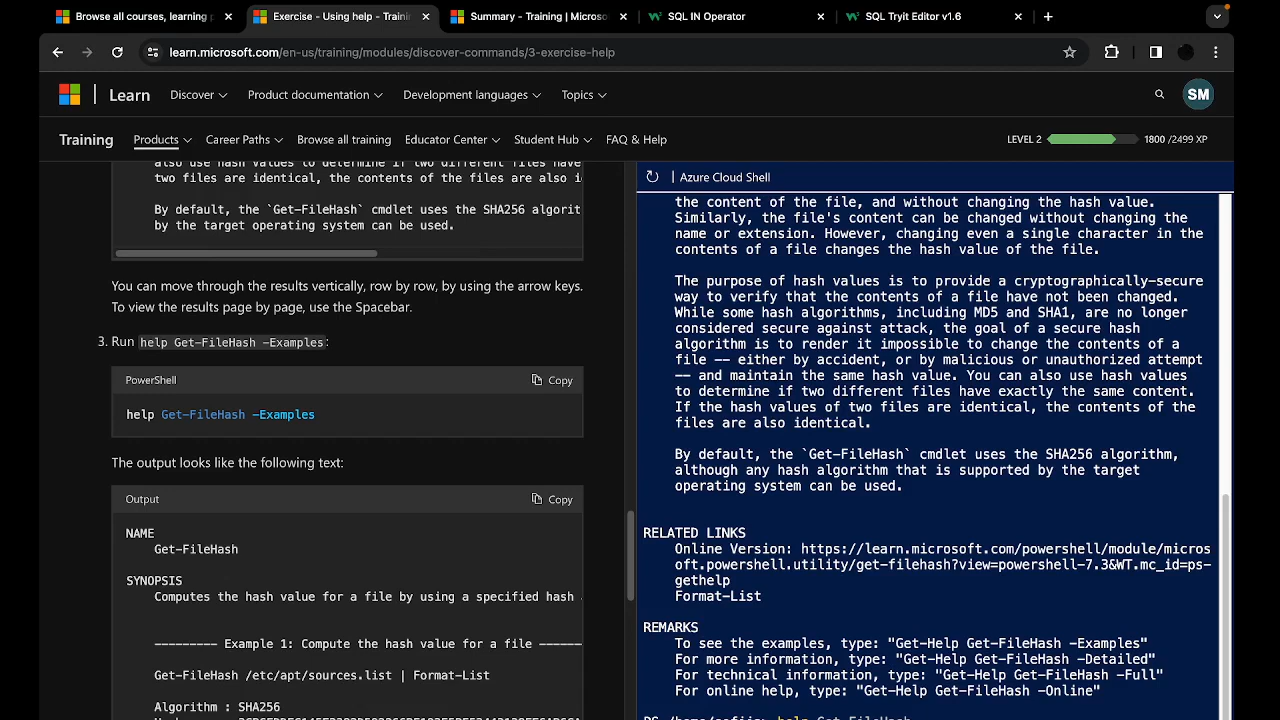 Browse all courses, learning p
Exercise - Using help - Trainin
Summary - Training | Microso
SQL IN Operator
SQL Tryit Editor v1.6
learn.microsoft.com/en-us/training/modules/discover-commands/3-exercise-help
Learn
Discover
Product documentation
Development languages
Topics
SM
Training
Products
Career Paths
Browse all training
Educator Center
Student Hub
FAQ & Help
LEVEL 2
1800 /2499 XP
also use hash values to determine if two different files have
two files are identical, the contents of the files are also i
By default, the `Get-FileHash` cmdlet uses the SHA256 algorit
by the target operating system can be used.
You can move through the results vertically, row by row, by using the arrow keys.
To view the results page by page, use the Spacebar.
3. Run help Get-FileHash -Examples:
PowerShell
Copy
help Get-FileHash -Examples
The output looks like the following text:
Output
Copy
NAME
Get-FileHash
SYNOPSIS
Computes the hash value for a file by using a specified hash
--------- Example 1: Compute the hash value for a file ------
Get-FileHash /etc/apt/sources.list | Format-List
Algorithm : SHA256
| Azure Cloud Shell
the content of the file, and without changing the hash value.
Similarly, the file's content can be changed without changing the
name or extension. However, changing even a single character in the
contents of a file changes the hash value of the file.
The purpose of hash values is to provide a cryptographically-secure
way to verify that the contents of a file have not been changed.
While some hash algorithms, including MD5 and SHA1, are no longer
considered secure against attack, the goal of a secure hash
algorithm is to render it impossible to change the contents of a
file -- either by accident, or by malicious or unauthorized attempt
-- and maintain the same hash value. You can also use hash values
to determine if two different files have exactly the same content.
If the hash values of two files are identical, the contents of the
files are also identical.
By default, the `Get-FileHash` cmdlet uses the SHA256 algorithm,
although any hash algorithm that is supported by the target
operating system can be used.
RELATED LINKS
Online Version: https://learn.microsoft.com/powershell/module/micros
oft.powershell.utility/get-filehash?view=powershell-7.3&WT.mc_id=ps-
gethelp
Format-List
REMARKS
To see the examples, type: "Get-Help Get-FileHash -Examples"
For more information, type: "Get-Help Get-FileHash -Detailed"
For technical information, type: "Get-Help Get-FileHash -Full"
For online help, type: "Get-Help Get-FileHash -Online"